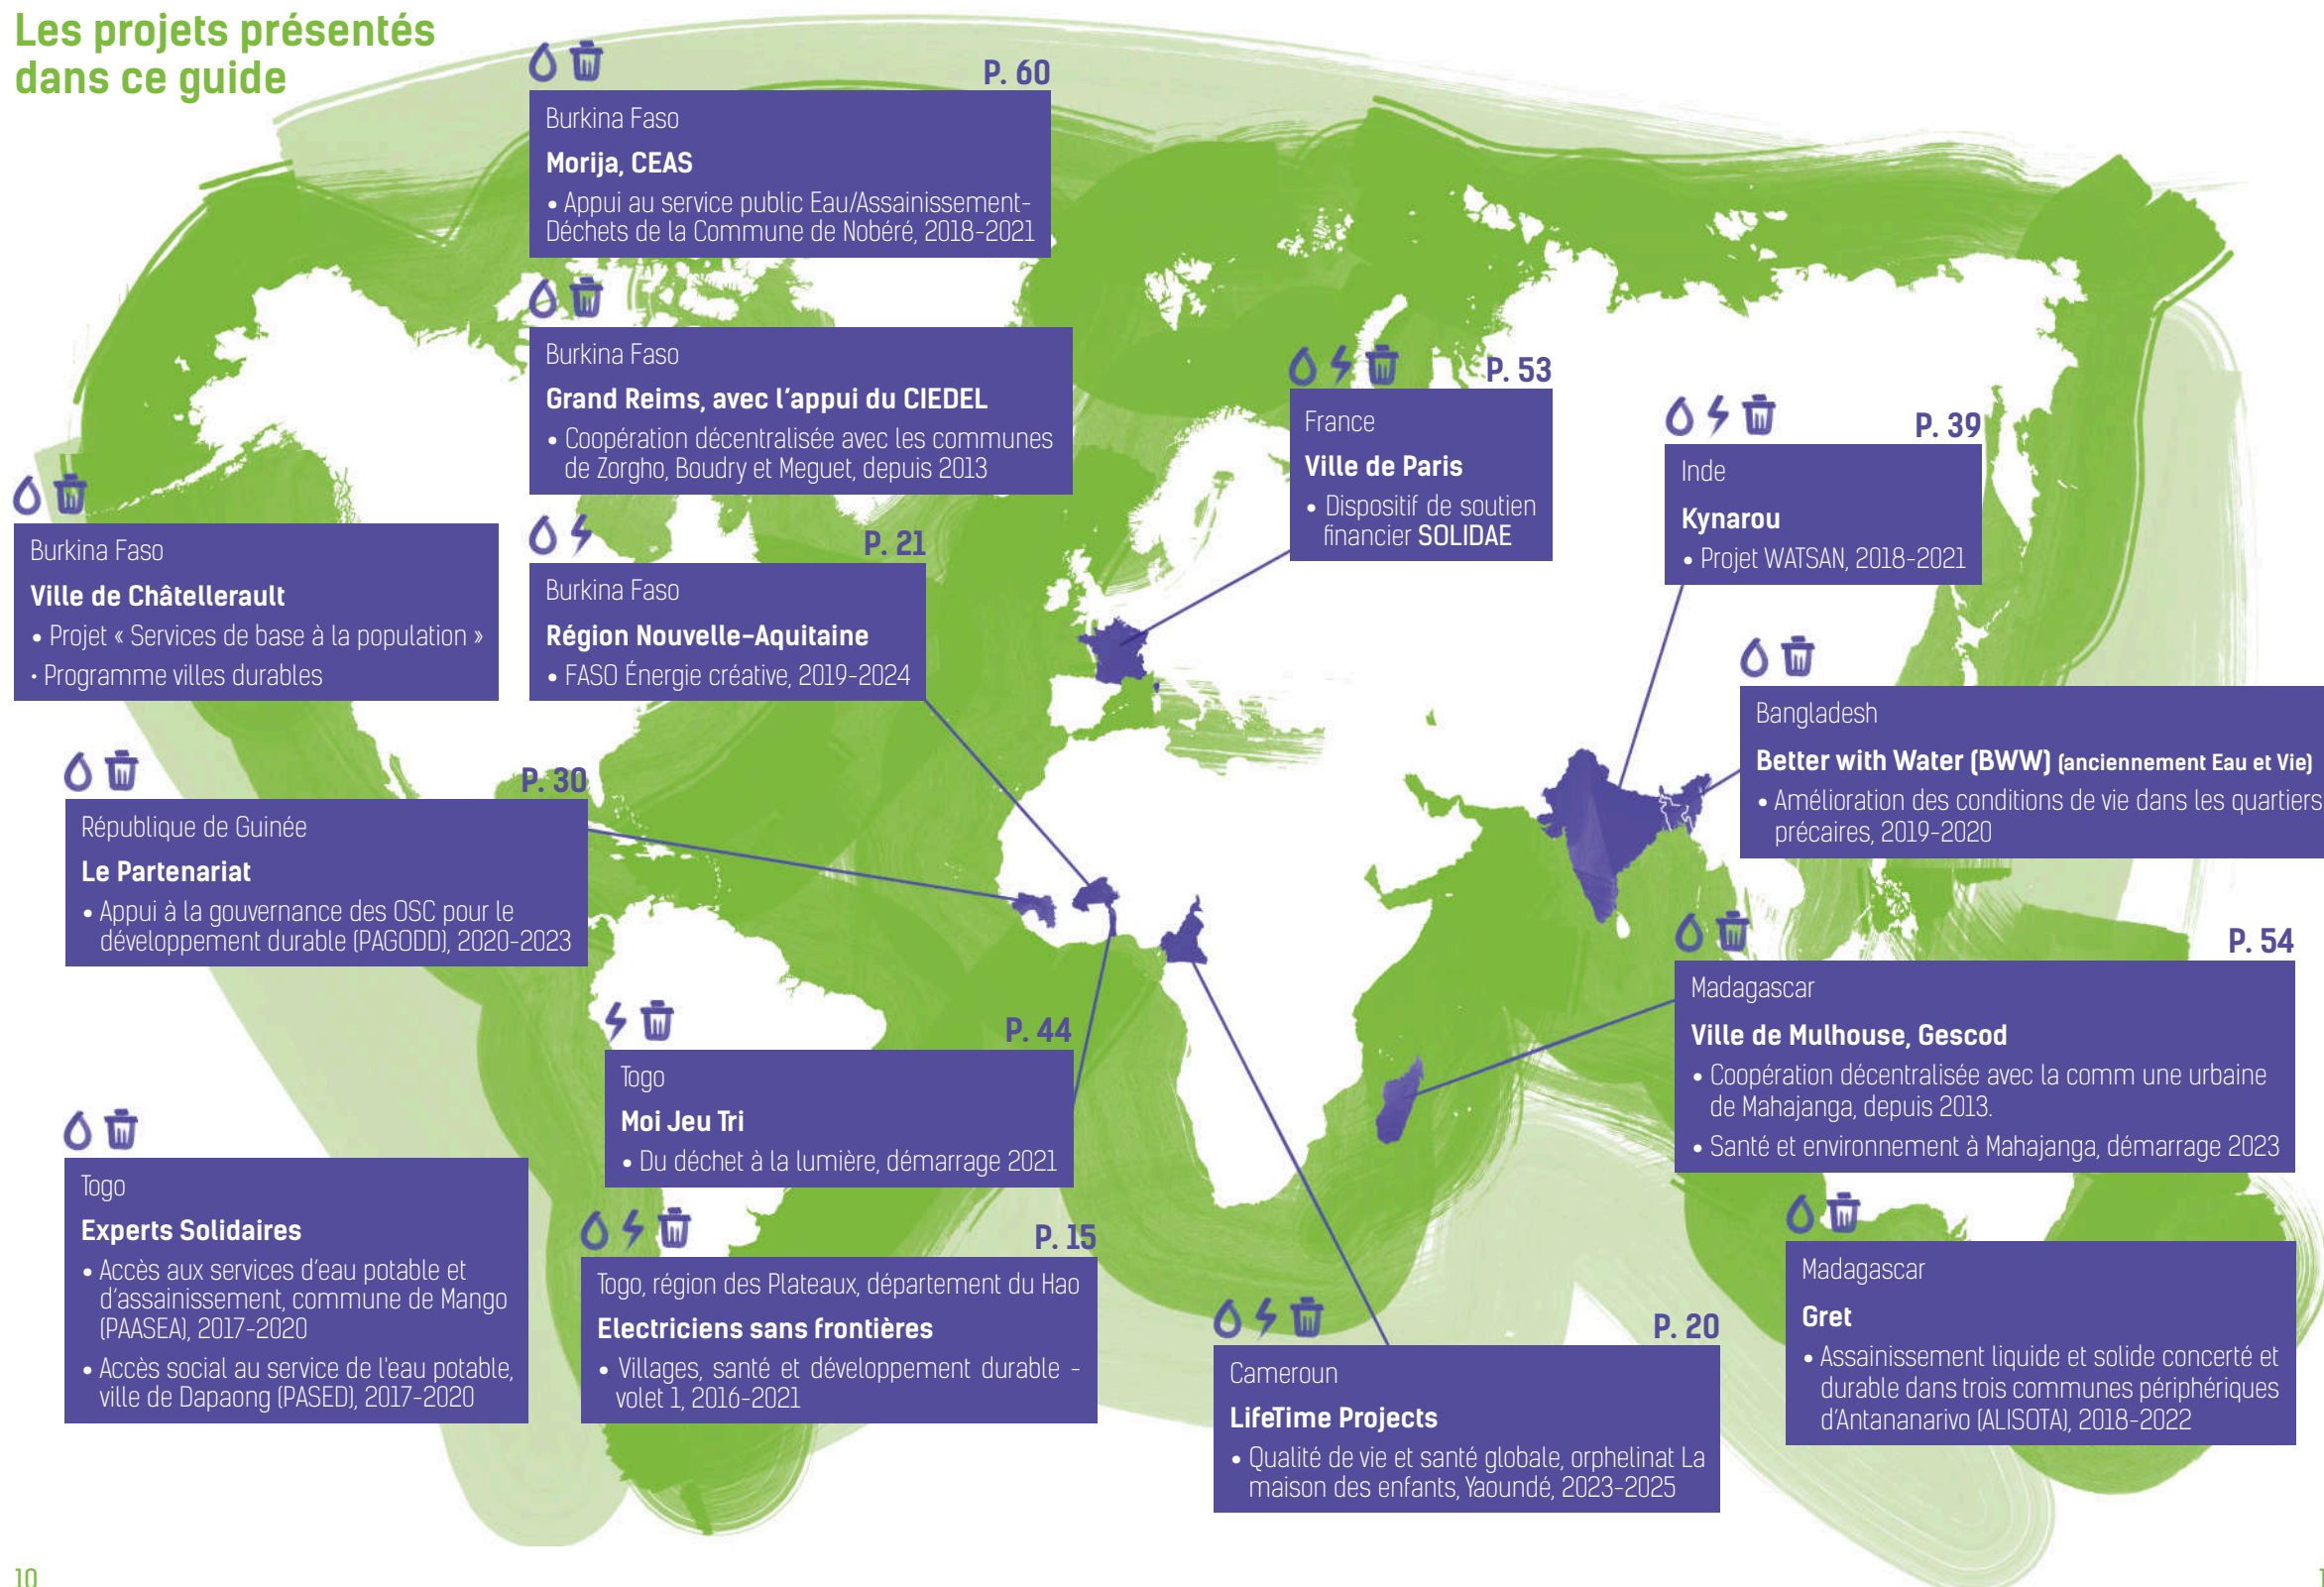 Les projets présentés
dans ce guide
P. 60
Burkina Faso
Morija, CEAS
• Appui au service public Eau/Assainissement-
Déchets de la Commune de Nobéré, 2018-2021
Burkina Faso
Grand Reims, avec l'appui du CIEDEL
• Coopération décentralisée avec les communes
de Zorgho, Boudry et Meguet, depuis 2013
Burkina Faso
Ville de Châtellerault
• Projet « Services de base à la population »
• Programme villes durables
P. 21
Burkina Faso
Région Nouvelle-Aquitaine
• FASO Énergie créative, 2019-2024
P. 53
France
Ville de Paris
• Dispositif de soutien
financier SOLIDAE
P. 39
Inde
Kynarou
• Projet WATSAN, 2018-2021
Bangladesh
Better with Water (BWW) (anciennement Eau et Vie)
• Amélioration des conditions de vie dans les quartiers
précaires, 2019-2020
P. 30
République de Guinée
Le Partenariat
• Appui à la gouvernance des OSC pour le
développement durable (PAGODD), 2020-2023
P. 44
Togo
Moi Jeu Tri
• Du déchet à la lumière, démarrage 2021
P. 54
Madagascar
Ville de Mulhouse, Gescod
• Coopération décentralisée avec la comm une urbaine
de Mahajanga, depuis 2013.
• Santé et environnement à Mahajanga, démarrage 2023
Togo
Experts Solidaires
• Accès aux services d'eau potable et
d'assainissement, commune de Mango
(PAASEA), 2017-2020
• Accès social au service de l'eau potable,
ville de Dapaong (PASED), 2017-2020
P. 15
Togo, région des Plateaux, département du Hao
Electriciens sans frontières
• Villages, santé et développement durable -
volet 1, 2016-2021
P. 20
Cameroun
LifeTime Projects
• Qualité de vie et santé globale, orphelinat La
maison des enfants, Yaoundé, 2023-2025
Madagascar
Gret
• Assainissement liquide et solide concerté et
durable dans trois communes périphériques
d'Antananarivo (ALISOTA), 2018-2022
10